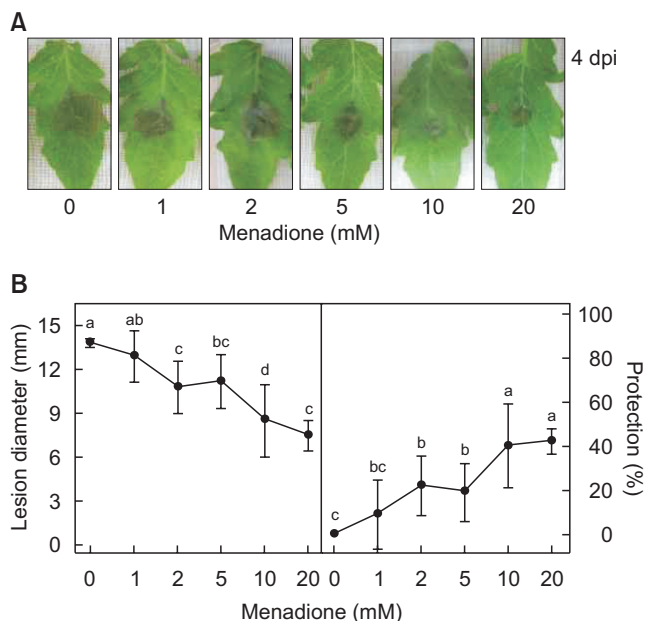 A
4 dpi
0 1 2 5 10 20
Menadione (mM)
B
Lesion diameter (mm)
15
12
9
6
3
0
a ab c bc d c
c bc b b a a
100
80
60
40
20
0
Protection (%)
0 1 2 5 10 20 0 1 2 5 10 20
Menadione (mM)